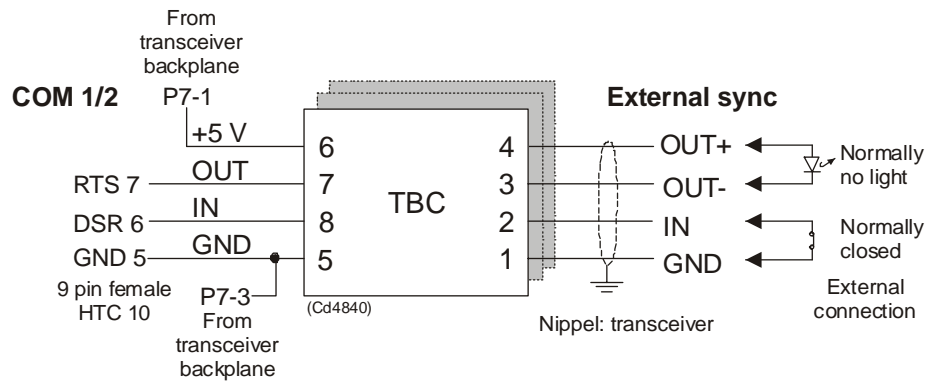 From
transceiver
backplane
COM 1/2
P7-1
External sync
+5 V
6
4
OUT+
RTS 7
OUT
7
TBC
3
OUT-
Normally
no light
DSR 6
IN
8
2
IN
GND 5
GND
5
1
GND
Normally
closed
9 pin female
HTC 10
P7-3
From
transceiver
backplane
(Cd4840)
Nippel: transceiver
External
connection